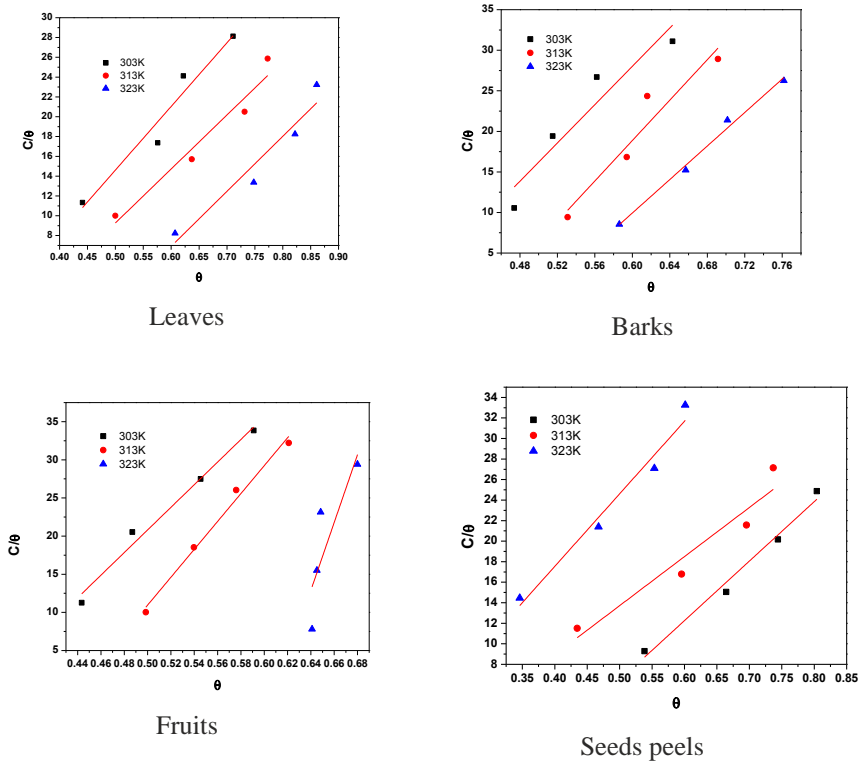 303K
313K
323K
C/θ
28
26
24
22
20
18
16
14
12
10
8
0.40 0.45 0.50 0.55 0.60 0.65 0.70 0.75 0.80 0.85 0.90
θ
Leaves
303K
313K
323K
C/θ
35
30
25
20
15
10
5
0.48 0.52 0.56 0.60 0.64 0.68 0.72 0.76
θ
Barks
303K
313K
323K
C/θ
35
30
25
20
15
10
5
0.44 0.46 0.48 0.50 0.52 0.54 0.56 0.58 0.60 0.62 0.64 0.66 0.68
θ
Fruits
303K
313K
323K
C/θ
34
32
30
28
26
24
22
20
18
16
14
12
10
8
0.35 0.40 0.45 0.50 0.55 0.60 0.65 0.70 0.75 0.80 0.85
θ
Seeds peels